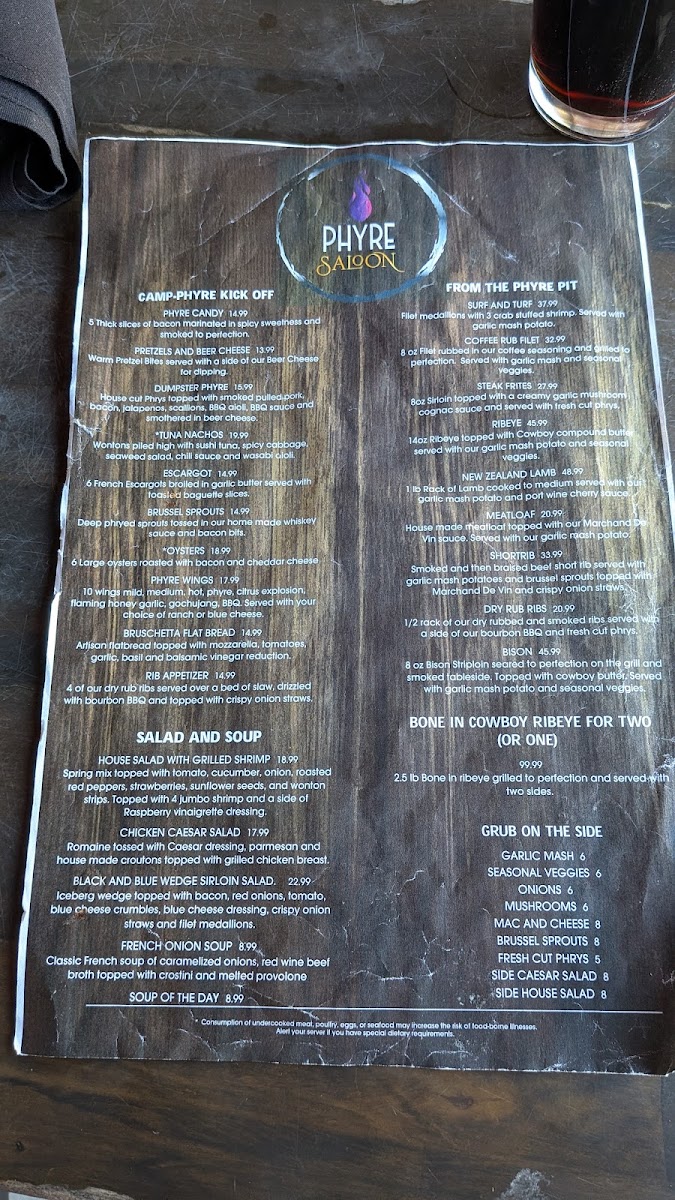 PHYRE
SALOON
CAMP-PHYRE KICK OFF
PHYRE CANDY 14.99
5 Thick slices of bacon marinated in spicy sweetness and
smoked to perfection.
PRETZELS AND BEER CHEESE 13.99
Warm Pretzel Bites served with a side of our Beer Cheese
for dipping.
DUMPSTER PHYRE 15.99
House cut Phrys topped with smoked pulled pork,
bacon, jalapenos, scallions, BBQ aioli, BBQ sauce and
smothered in beer cheese.
*TUNA NACHOS 19.99
Wontons piled high with sushi tuna, spicy cabbage,
seaweed salad, chili sauce and wasabi aioli.
ESCARGOT 14.99
6 French Escargots broiled in garlic butter served with
toasted baguette slices.
BRUSSEL SPROUTS 14.99
Deep phryed sprouts tossed in our home made whiskey
sauce and bacon bits.
*OYSTERS 18.99
6 Large oysters roasted with bacon and cheddar cheese
PHYRE WINGS 17.99
10 wings mild, medium, hot, phyre, citrus explosion,
flaming honey garlic, gochujang, BBQ. Served with your
choice of ranch or blue cheese.
BRUSCHETTA FLAT BREAD 14.99
Artisan flatbread topped with mozzarella, tomatoes,
garlic, basil and balsamic vinegar reduction.
RIB APPETIZER 14.99
4 of our dry rub ribs served over a bed of slaw, drizzled
with bourbon BBQ and topped with crispy onion straws.
SALAD AND SOUP
HOUSE SALAD WITH GRILLED SHRIMP 18.99
Spring mix topped with tomato, cucumber, onion, roasted
red peppers, strawberries, sunflower seeds, and wonton
strips. Topped with 4 jumbo shrimp and a side of
Raspberry vinaigrette dressing.
CHICKEN CAESAR SALAD 17.99
Romaine tossed with Caesar dressing, parmesan and
house made croutons topped with grilled chicken breast.
BLACK AND BLUE WEDGE SIRLOIN SALAD. 22.99
Iceberg wedge topped with bacon, red onions, tomato,
blue cheese crumbles, blue cheese dressing, crispy onion
straws and filet medallions.
FRENCH ONION SOUP 8.99
Classic French soup of caramelized onions, red wine beef
broth topped with crostini and melted provolone
SOUP OF THE DAY 8.99
FROM THE PHYRE PIT
SURF AND TURF 37.99
Filet medallions with 3 crab stuffed shrimp. Served with
garlic mash potato.
COFFEE RUB FILET 32.99
8 oz Filet rubbed in our coffee seasoning and grilled to
perfection. Served with garlic mash and seasonal
veggies.
STEAK FRITES 27.99
8oz Sirloin topped with a creamy garlic mushroom
cognac sauce and served with fresh cut phrys.
RIBEYE 45.99
14oz Ribeye topped with Cowboy compound butter
served with our garlic mash potato and seasonal
veggies.
NEW ZEALAND LAMB 48.99
1 lb Rack of Lamb cooked to medium served with our
garlic mash potato and port wine cherry sauce.
MEATLOAF 20.99
House made meatloaf topped with our Marchand De
Vin sauce. Served with our garlic mash potato.
SHORTRIB 33.99
Smoked and then braised beef short rib served with
garlic mash potatoes and brussel sprouts topped with
Marchand De Vin and crispy onion straws
DRY RUB RIBS 20.99
1/2 rack of our dry rubbed and smoked ribs served with
a side of our bourbon BBQ and fresh cut phrys.
BISON 45.99
8 oz Bison Striploin seared to perfection on the grill and
smoked tableside. Topped with cowboy butter. Served
with garlic mash potato and seasonal veggies.
BONE IN COWBOY RIBEYE FOR TWO
(OR ONE)
99.99
2.5 lb Bone in ribeye grilled to perfection and served with
two sides.
GRUB ON THE SIDE
GARLIC MASH 6
SEASONAL VEGGIES 6
ONIONS 6
MUSHROOMS 6
MAC AND CHEESE 8
BRUSSEL SPROUTS 8
FRESH CUT PHRYS 5
SIDE CAESAR SALAD 8
SIDE HOUSE SALAD 8
* Consumption of undercooked meat, poultry, eggs, or seafood may increase the risk of food-borne illnesses.
Alert your server if you have special dietary requirements.